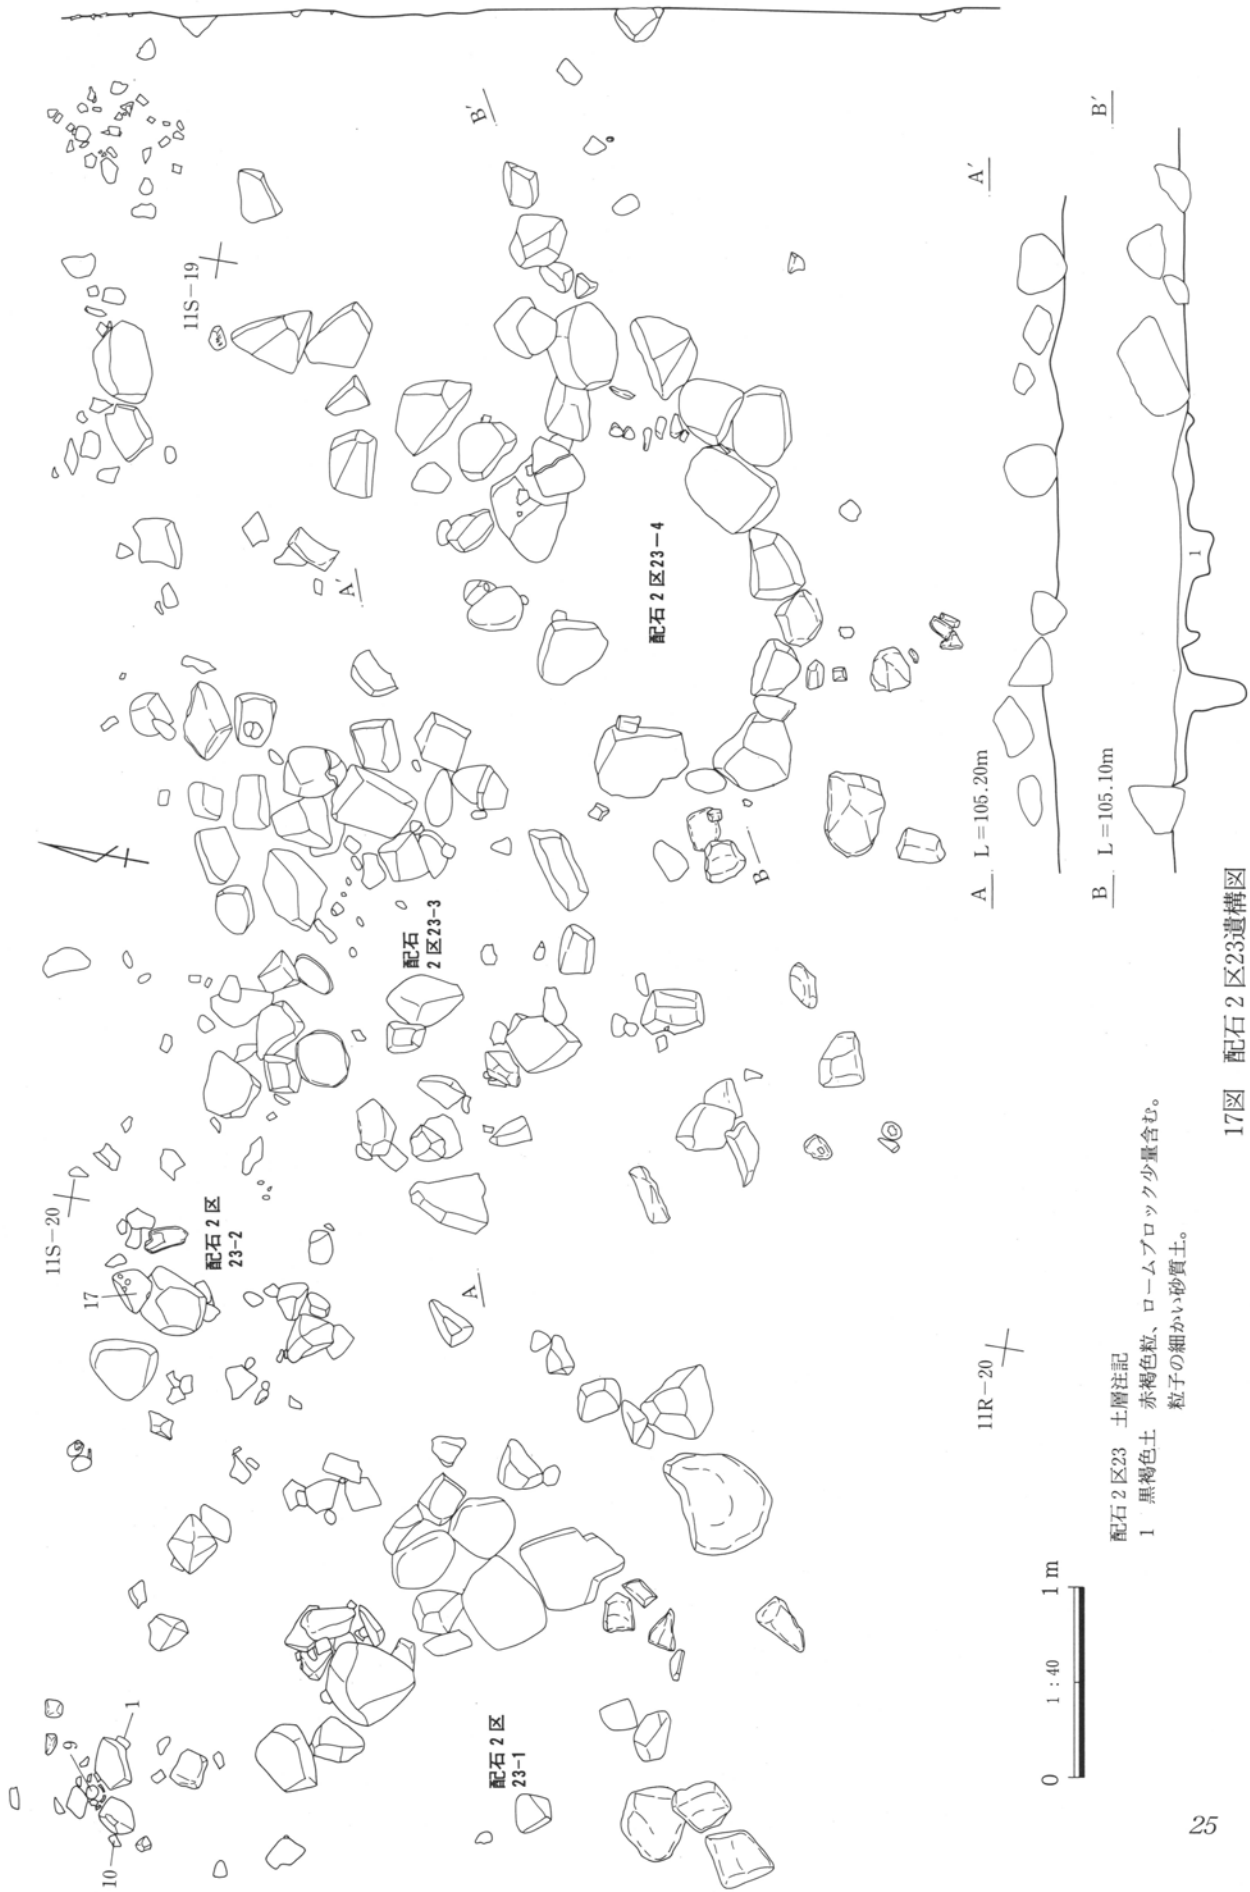 B′
11S－19
A′
配石２区23－4
配石
２区23-3
11S－20
17
配石２区
23-2
A
B
A′
B′
A L＝105.20m
B L＝105.10m
1
1
9
10
配石２区
23-1
11R－20
配石２区23 土層注記
1 黒褐色土 赤褐色粒、ロームブロック少量含む。
粒子の細かい砂質土。
0 1：40 1m
17図 配石２区23遺構図
25